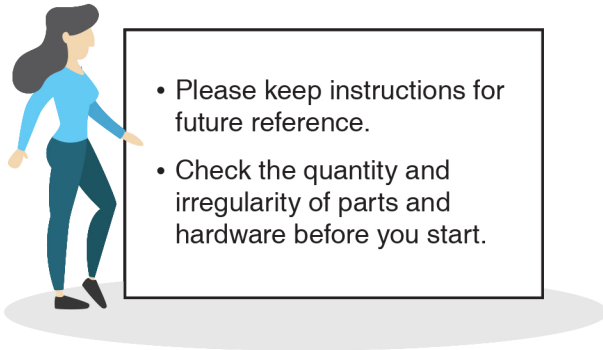 • Please keep instructions for
future reference.
• Check the quantity and
irregularity of parts and
hardware before you start.